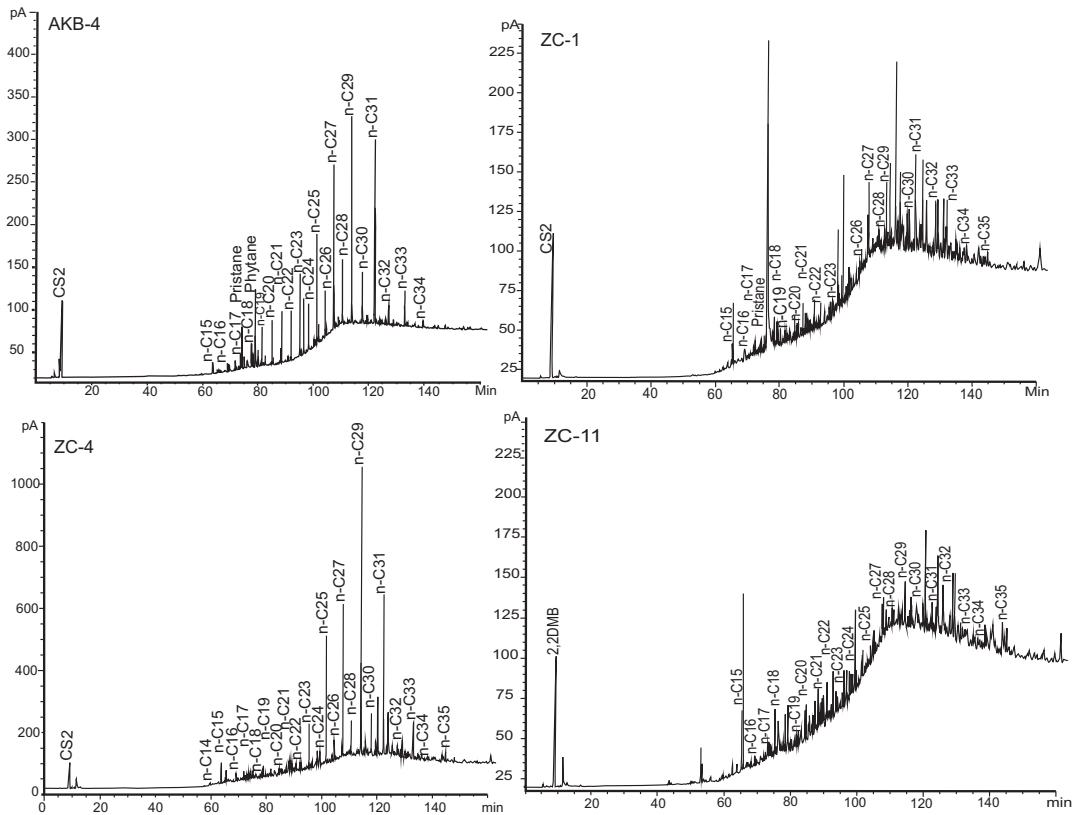 pA
AKB-4
400
350
300
250
200
150
100
50
CS2
n-C15
n-C16
n-C17
Pristane
n-C18
Phytane
n-C19
n-C20
n-C21
n-C22
n-C23
n-C24
n-C25
n-C26
n-C27
n-C28
n-C29
n-C30
n-C31
n-C32
n-C33
n-C34
20 40 60 80 100 120 140 Min
pA
ZC-1
225
200
175
150
125
100
75
50
25
CS2
n-C15
n-C16
n-C17
Pristane
n-C18
n-C19
n-C20
n-C21
n-C22
n-C23
n-C26
n-C27
n-C28
n-C29
n-C30
n-C31
n-C32
n-C33
n-C34
n-C35
20 40 60 80 100 120 140 Min
pA
ZC-4
1000
800
600
400
200
0
CS2
n-C14
n-C15
n-C16
n-C17
n-C18
n-C19
n-C20
n-C21
n-C22
n-C23
n-C24
n-C25
n-C26
n-C27
n-C28
n-C29
n-C30
n-C31
n-C32
n-C33
n-C34
n-C35
0 20 40 60 80 100 120 140 min
pA
ZC-11
225
200
175
150
125
100
75
50
25
2,2DMB
n-C15
n-C16
n-C17
n-C18
n-C19
n-C20
n-C21
n-C22
n-C23
n-C24
n-C25
n-C27
n-C28
n-C29
n-C30
n-C31
n-C32
n-C33
n-C34
n-C35
20 40 60 80 100 120 140 min